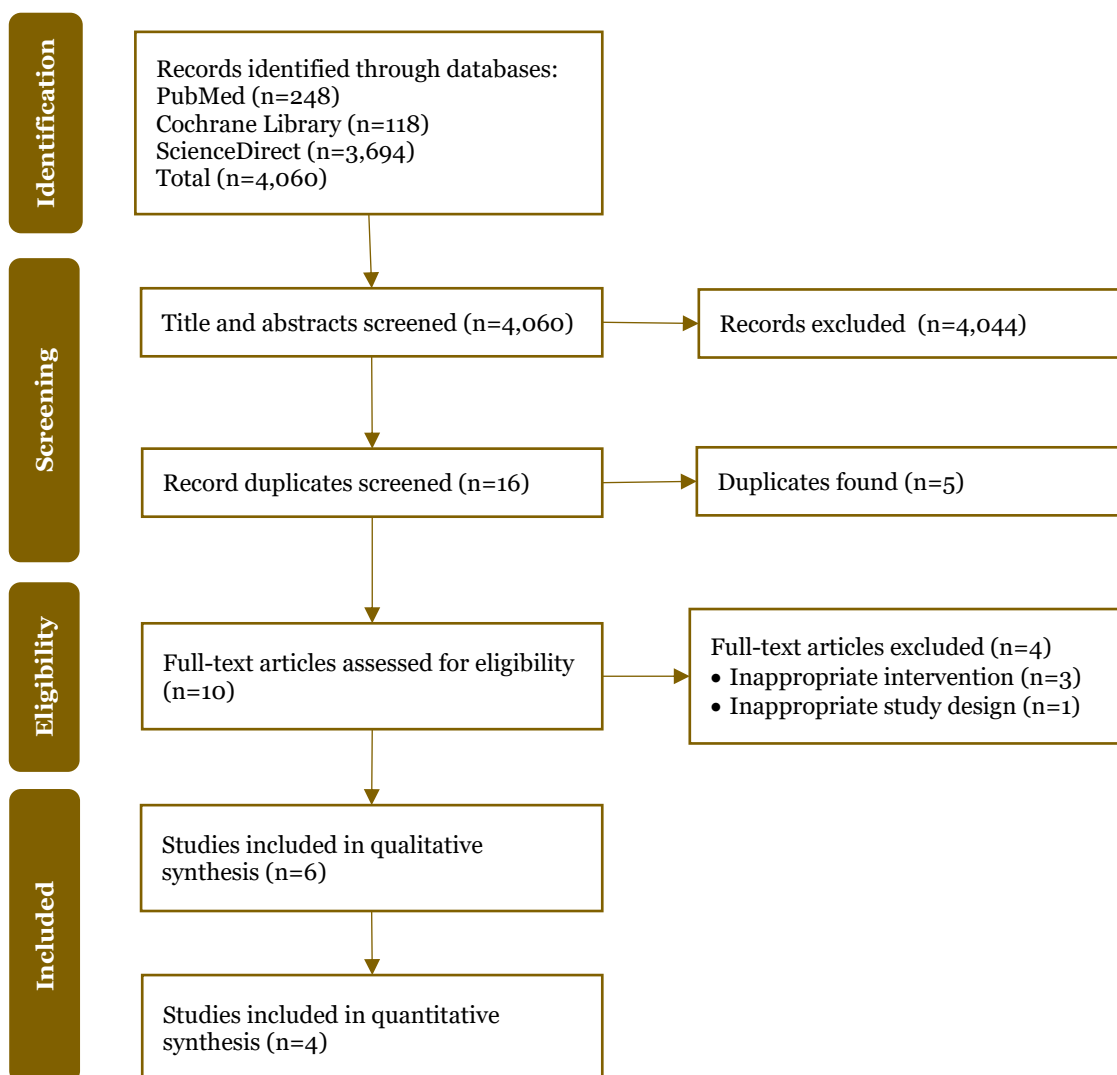 Identification
Records identified through databases:
PubMed (n=248)
Cochrane Library (n=118)
ScienceDirect (n=3,694)
Total (n=4,060)
Screening
Title and abstracts screened (n=4,060)
Records excluded (n=4,044)
Record duplicates screened (n=16)
Duplicates found (n=5)
Eligibility
Full-text articles assessed for eligibility
(n=10)
Full-text articles excluded (n=4)
• Inappropriate intervention (n=3)
• Inappropriate study design (n=1)
Included
Studies included in qualitative
synthesis (n=6)
Studies included in quantitative
synthesis (n=4)